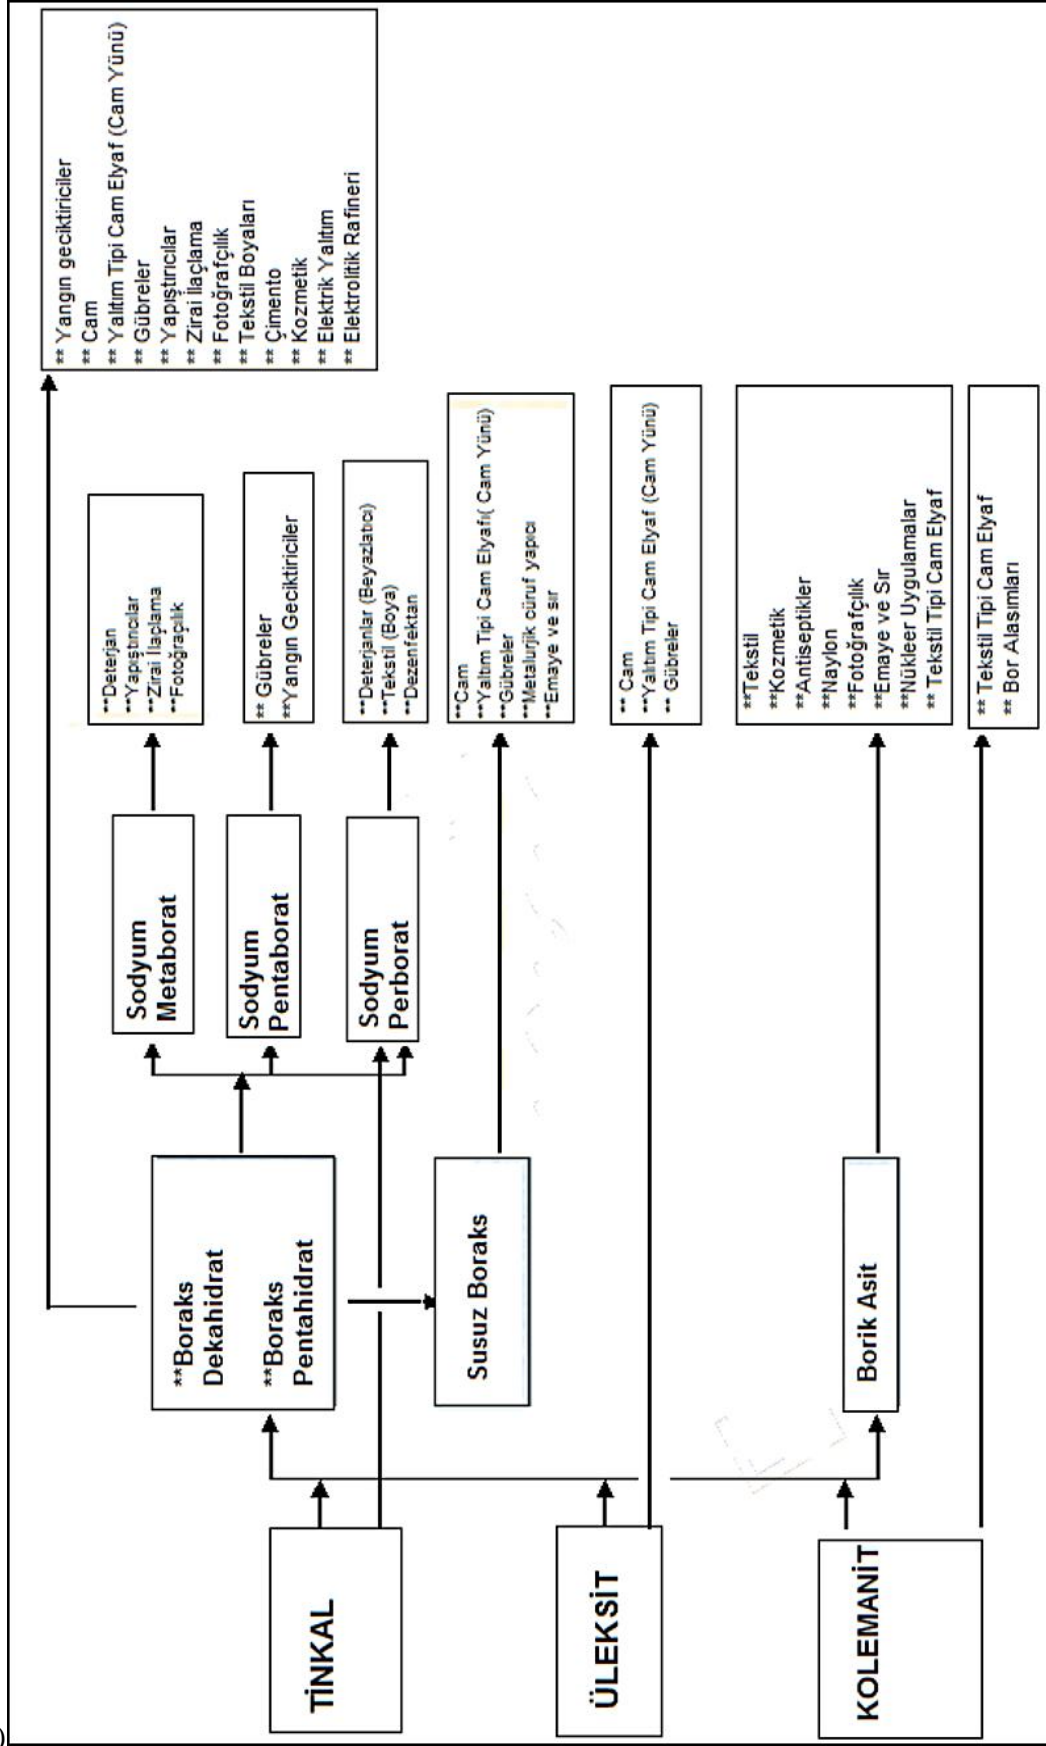 TİNKAL
ÜLEKSİT
KOLEMANİT
**Boraks
Dekahidrat
**Boraks
Pentahidrat
Susuz Boraks
Borik Asit
Sodyum
Metaborat
Sodyum
Pentaborat
Sodyum
Perborat
** Yangın geciktiriciler
** Cam
** Yalıtım Tipi Cam Elyaf (Cam Yünü)
** Gübreler
** Yapıştırıcılar
** Zirai İlaçlama
** Fotoğrafçılık
** Tekstil Boyaları
** Çimento
** Kozmetik
** Elektrik Yalıtım
** Elektrolitik Rafineri
**Deterjan
**Yapıştırıcılar
**Zirai İlaçlama
**Fotoğraçılık
** Gübreler
**Yangın Geciktiriciler
**Deterjanlar (Beyazlatıcı)
**Tekstil (Boya)
**Dezenfektan
**Cam
**Yalıtım Tipi Cam Elyafı( Cam Yünü)
**Gübreler
**Metalurjik cüruf yapıcı
**Emaye ve sır
** Cam
**Yalıtım Tipi Cam Elyaf (Cam Yünü)
** Gübreler
**Tekstil
**Kozmetik
**Antiseptikler
**Naylon
**Fotoğrafçılık
**Emaye ve Sır
**Nükleer Uygulamalar
** Tekstil Tipi Cam Elyaf
** Tekstil Tipi Cam Elyaf
** Bor Alaşımları